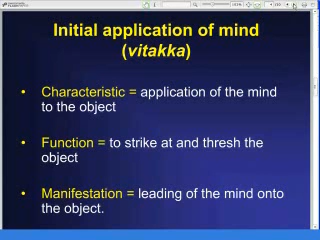 Initial application of mind
(vitakka)
• Characteristic = application of the mind
to the object
• Function = to strike at and thresh the
object
• Manifestation = leading of the mind onto
the object.